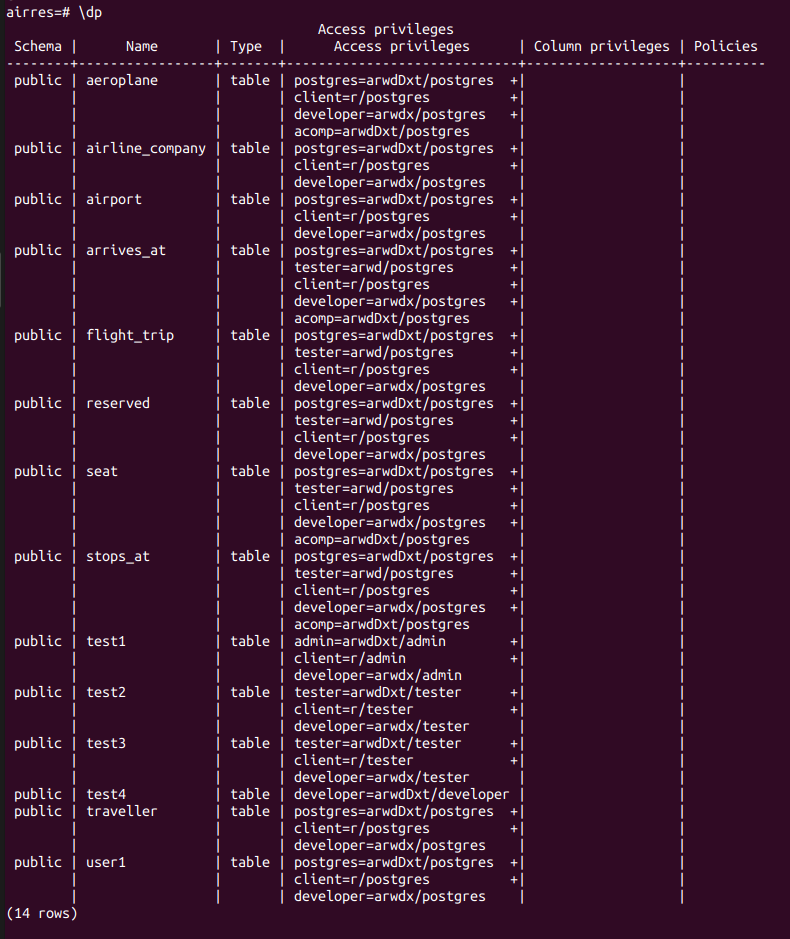 airres=# \dp
                                       Access privileges
 Schema |      Name       | Type  |      Access privileges      | Column privileges | Policies
--------+-----------------+-------+-----------------------------+-------------------+----------
 public | aeroplane       | table | postgres=arwdDxt/postgres  +|                   |
        |                 |       | client=r/postgres          +|                   |
        |                 |       | developer=arwdx/postgres   +|                   |
        |                 |       | acomp=arwdDxt/postgres      |                   |
 public | airline_company | table | postgres=arwdDxt/postgres  +|                   |
        |                 |       | client=r/postgres          +|                   |
        |                 |       | developer=arwdx/postgres    |                   |
 public | airport         | table | postgres=arwdDxt/postgres  +|                   |
        |                 |       | client=r/postgres          +|                   |
        |                 |       | developer=arwdx/postgres    |                   |
 public | arrives_at      | table | postgres=arwdDxt/postgres  +|                   |
        |                 |       | tester=arwd/postgres       +|                   |
        |                 |       | client=r/postgres          +|                   |
        |                 |       | developer=arwdx/postgres   +|                   |
        |                 |       | acomp=arwdDxt/postgres      |                   |
 public | flight_trip     | table | postgres=arwdDxt/postgres  +|                   |
        |                 |       | tester=arwd/postgres       +|                   |
        |                 |       | client=r/postgres          +|                   |
        |                 |       | developer=arwdx/postgres    |                   |
 public | reserved        | table | postgres=arwdDxt/postgres  +|                   |
        |                 |       | tester=arwd/postgres       +|                   |
        |                 |       | client=r/postgres          +|                   |
        |                 |       | developer=arwdx/postgres    |                   |
 public | seat            | table | postgres=arwdDxt/postgres  +|                   |
        |                 |       | tester=arwd/postgres       +|                   |
        |                 |       | client=r/postgres          +|                   |
        |                 |       | developer=arwdx/postgres   +|                   |
        |                 |       | acomp=arwdDxt/postgres      |                   |
 public | stops_at        | table | postgres=arwdDxt/postgres  +|                   |
        |                 |       | tester=arwd/postgres       +|                   |
        |                 |       | client=r/postgres          +|                   |
        |                 |       | developer=arwdx/postgres   +|                   |
        |                 |       | acomp=arwdDxt/postgres      |                   |
 public | test1           | table | admin=arwdDxt/admin        +|                   |
        |                 |       | client=r/admin             +|                   |
        |                 |       | developer=arwdx/admin       |                   |
 public | test2           | table | tester=arwdDxt/tester      +|                   |
        |                 |       | client=r/tester            +|                   |
        |                 |       | developer=arwdx/tester      |                   |
 public | test3           | table | tester=arwdDxt/tester      +|                   |
        |                 |       | client=r/tester            +|                   |
        |                 |       | developer=arwdx/tester      |                   |
 public | test4           | table | developer=arwdDxt/developer |                   |
 public | traveller       | table | postgres=arwdDxt/postgres  +|                   |
        |                 |       | client=r/postgres          +|                   |
        |                 |       | developer=arwdx/postgres    |                   |
 public | user1           | table | postgres=arwdDxt/postgres  +|                   |
        |                 |       | client=r/postgres          +|                   |
        |                 |       | developer=arwdx/postgres    |                   |
(14 rows)